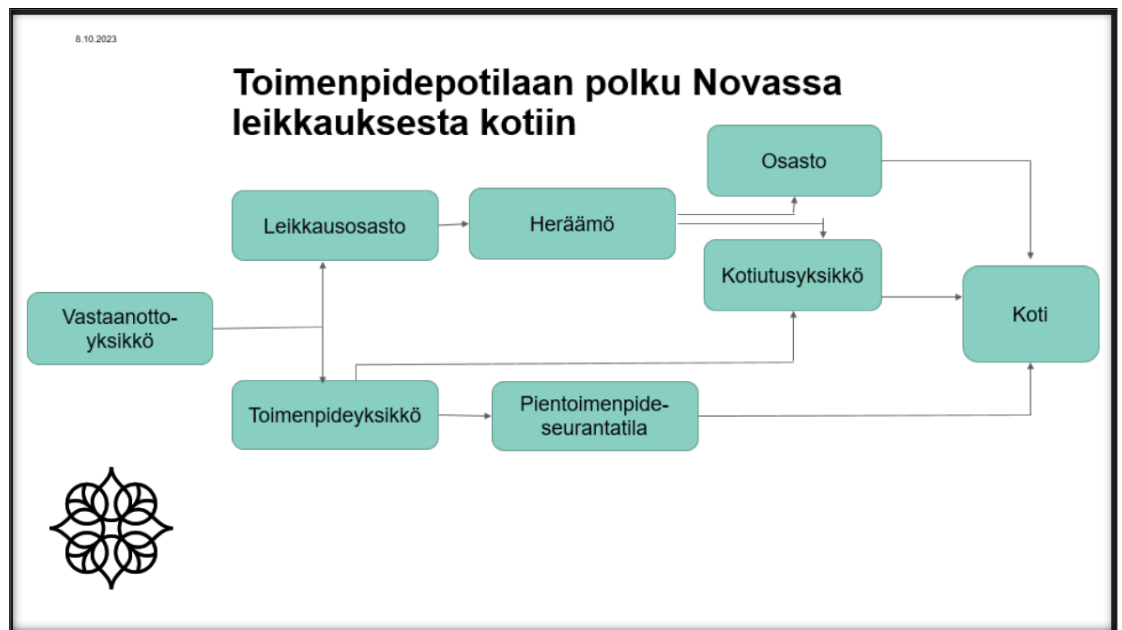 8.10.2023
Toimenpidepotilaan polku Novassa
leikkauksesta kotiin
Osasto
Leikkausosasto
Heräämö
Kotiutusyksikkö
Vastaanotto-
yksikkö
Koti
Toimenpideyksikkö
Pientoimenpide-
seurantatila